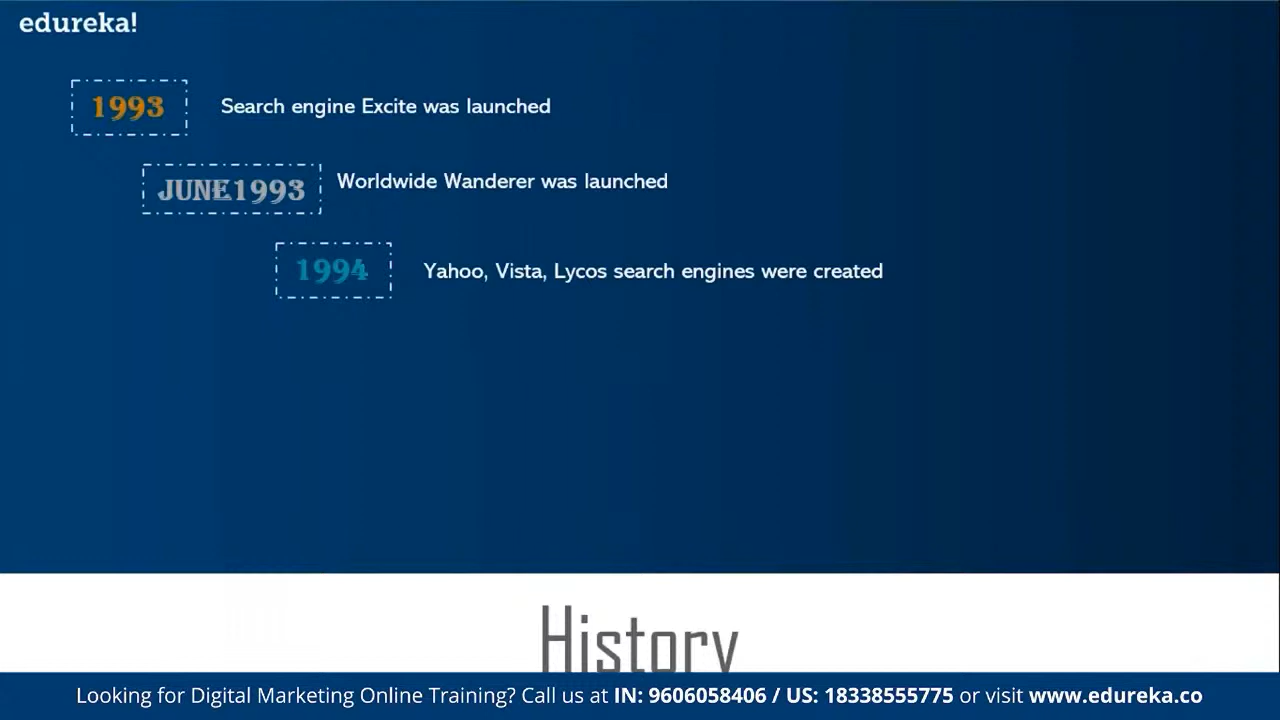 edureka!
1993 Search engine Excite was launched
JUNE1993 Worldwide Wanderer was launched
1994 Yahoo, Vista, Lycos search engines were created
History
Looking for Digital Marketing Online Training? Call us at IN: 9606058406 / US: 18338555775 or visit www.edureka.co